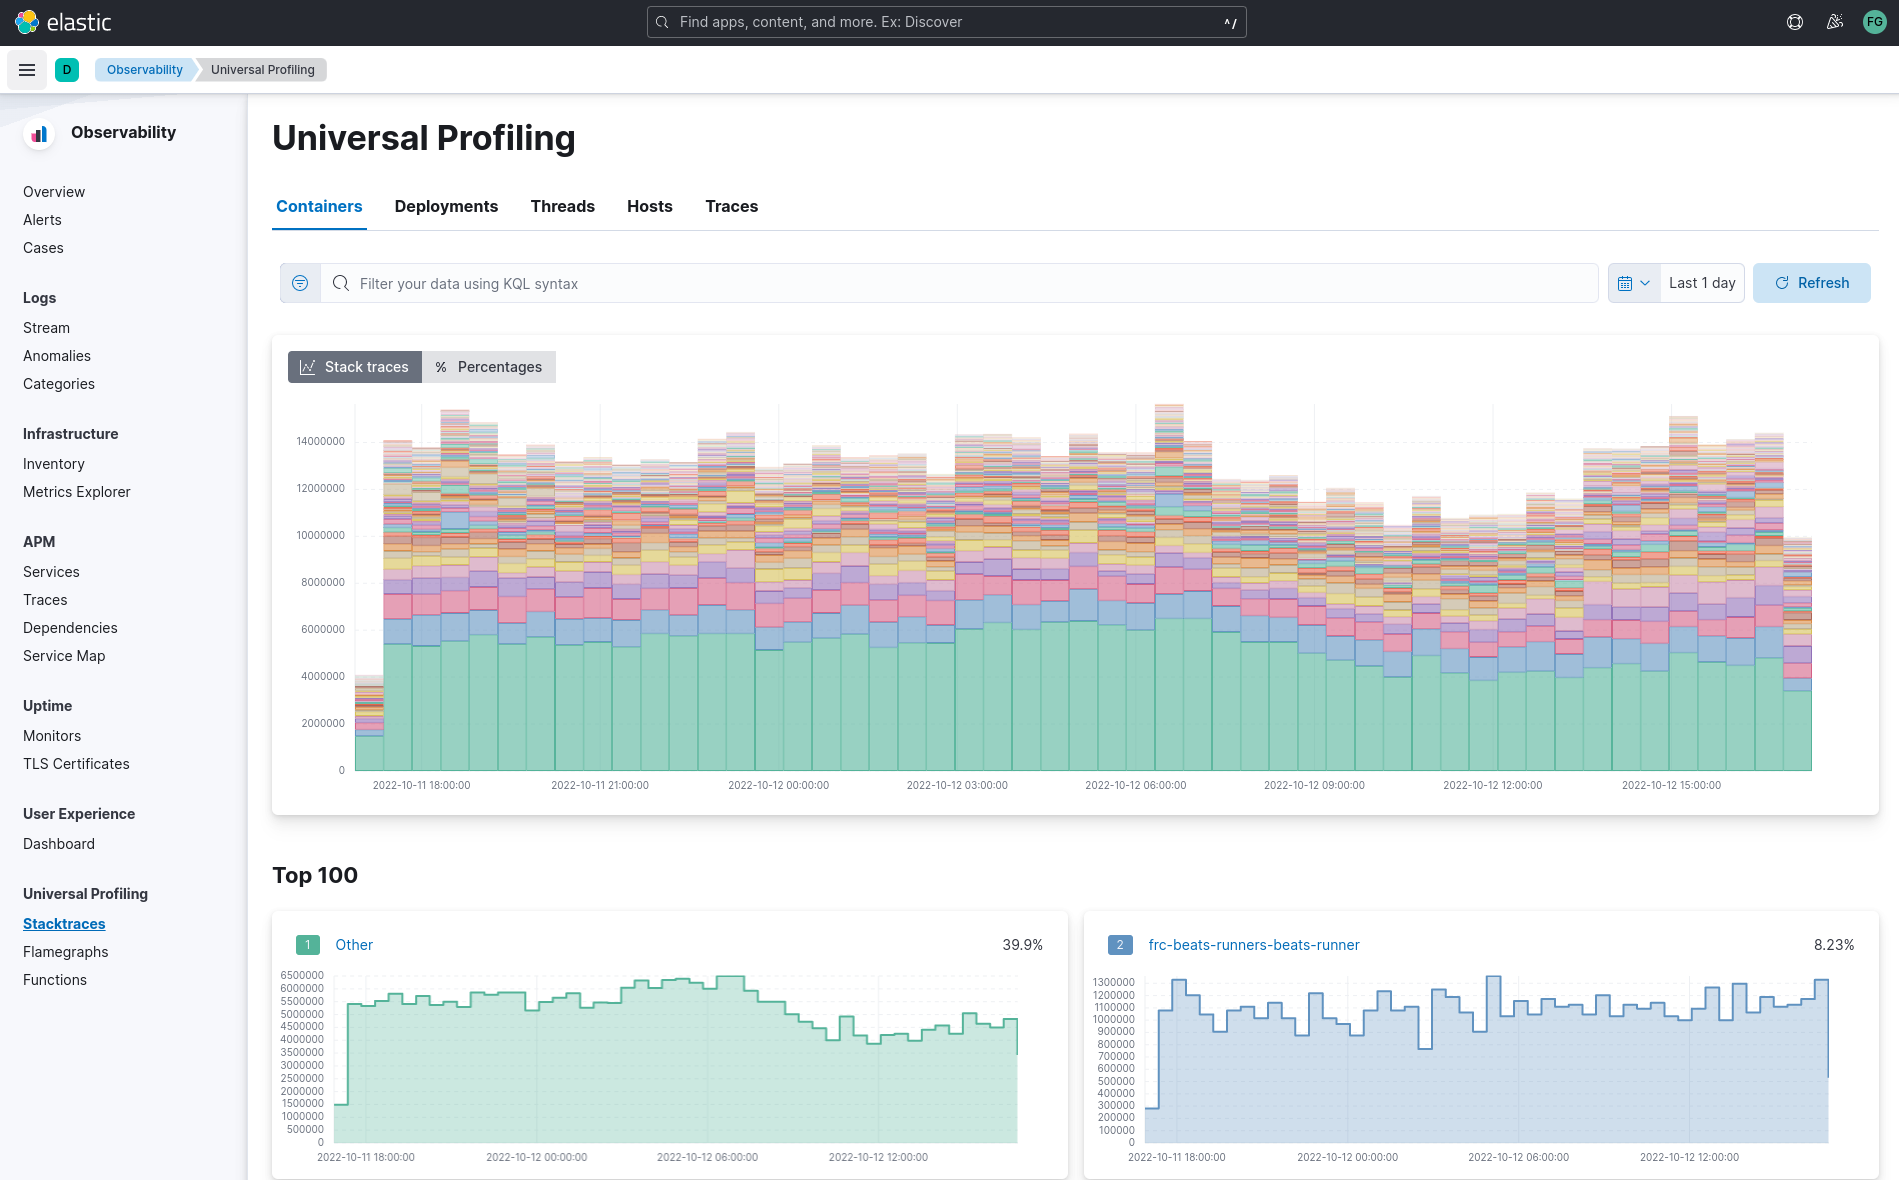 elastic
Find apps, content, and more. Ex: Discover
^/
FG
D
Observability
Universal Profiling
Observability
Overview
Alerts
Cases
Logs
Stream
Anomalies
Categories
Infrastructure
Inventory
Metrics Explorer
APM
Services
Traces
Dependencies
Service Map
Uptime
Monitors
TLS Certificates
User Experience
Dashboard
Universal Profiling
Stacktraces
Flamegraphs
Functions
Universal Profiling
Containers Deployments Threads Hosts Traces
Filter your data using KQL syntax
Last 1 day
Refresh
Stack traces
% Percentages
14000000
12000000
10000000
8000000
6000000
4000000
2000000
0
2022-10-11 18:00:00 2022-10-11 21:00:00 2022-10-12 00:00:00 2022-10-12 03:00:00 2022-10-12 06:00:00 2022-10-12 09:00:00 2022-10-12 12:00:00 2022-10-12 15:00:00
Top 100
1 Other 39.9%
6500000
6000000
5500000
5000000
4500000
4000000
3500000
3000000
2500000
2000000
1500000
1000000
500000
0
2022-10-11 18:00:00 2022-10-12 00:00:00 2022-10-12 06:00:00 2022-10-12 12:00:00
2 frc-beats-runners-beats-runner 8.23%
1300000
1200000
1100000
1000000
900000
800000
700000
600000
500000
400000
300000
200000
100000
0
2022-10-11 18:00:00 2022-10-12 00:00:00 2022-10-12 06:00:00 2022-10-12 12:00:00